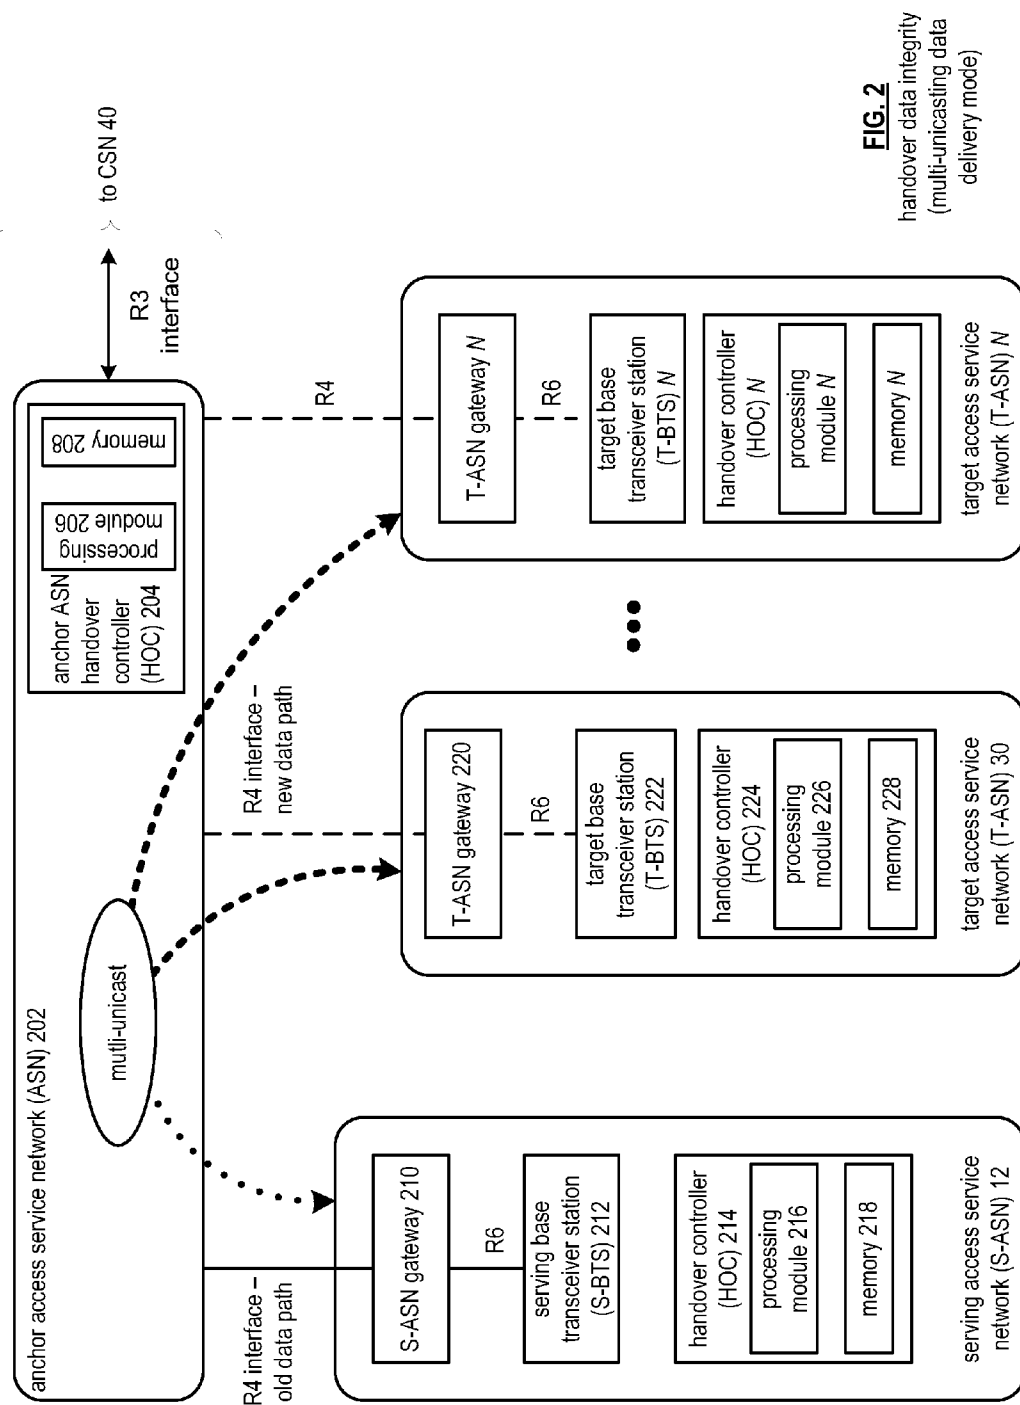 anchor access service network (ASN) 202
mutli-unicast
anchor ASN
handover
controller
(HOC) 204
processing
module 206
memory 208
R3
interface
to CSN 40
R4 interface –
old data path
R4 interface –
new data path
R4
S-ASN gateway 210
R6
serving base
transceiver station
(S-BTS) 212
handover controller
(HOC) 214
processing
module 216
memory 218
serving access service
network (S-ASN) 12
T-ASN gateway 220
R6
target base
transceiver station
(T-BTS) 222
handover controller
(HOC) 224
processing
module 226
memory 228
target access service
network (T-ASN) 30
T-ASN gateway N
R6
target base
transceiver station
(T-BTS) N
handover controller
(HOC) N
processing
module N
memory N
target access service
network (T-ASN) N
FIG. 2
handover data integrity
(multi-unicasting data
delivery mode)